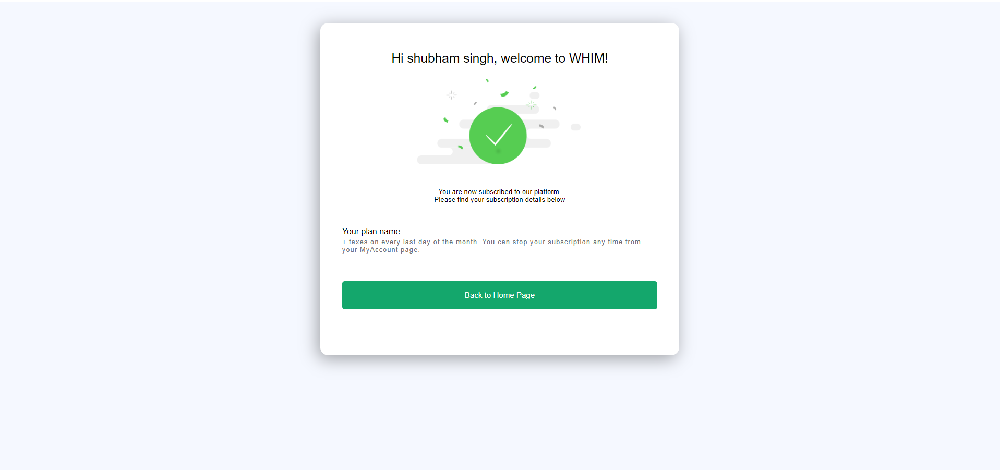 Hi shubham singh, welcome to WHIM!
You are now subscribed to our platform.
Please find your subscription details below
Your plan name:
+ taxes on every last day of the month. You can stop your subscription any time from
your MyAccount page.
Back to Home Page